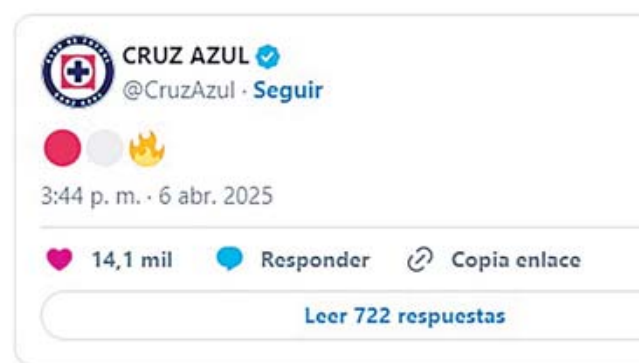 CRUZ AZUL
@CruzAzul · Seguir
🔴⚪🔥
3:44 p. m. · 6 abr. 2025
14,1 mil Responder Copia enlace
Leer 722 respuestas